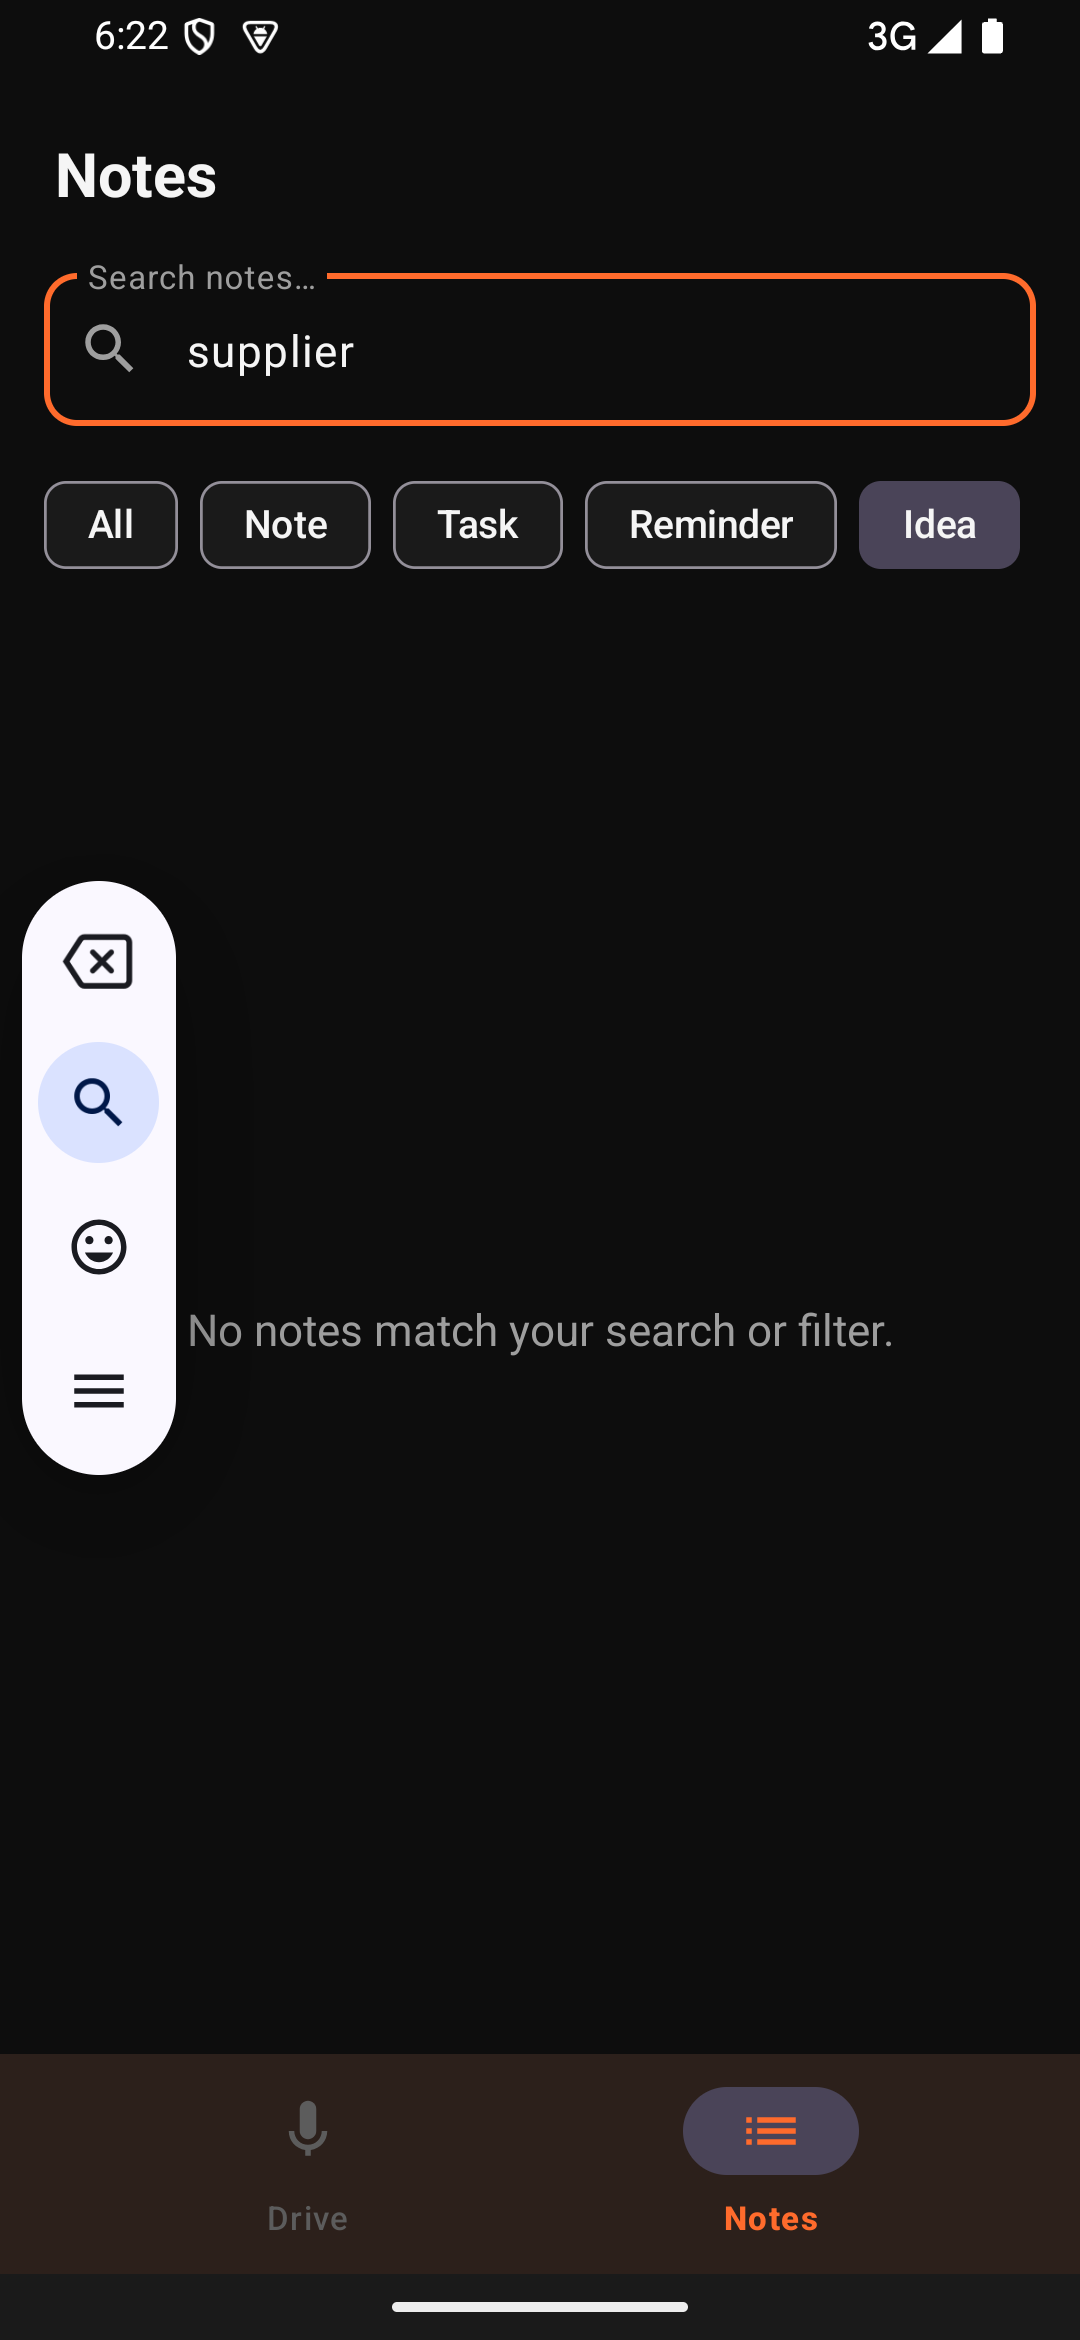 6:22 3G
Notes
Search notes…
supplier
All Note Task Reminder Idea
No notes match your search or filter.
Drive Notes